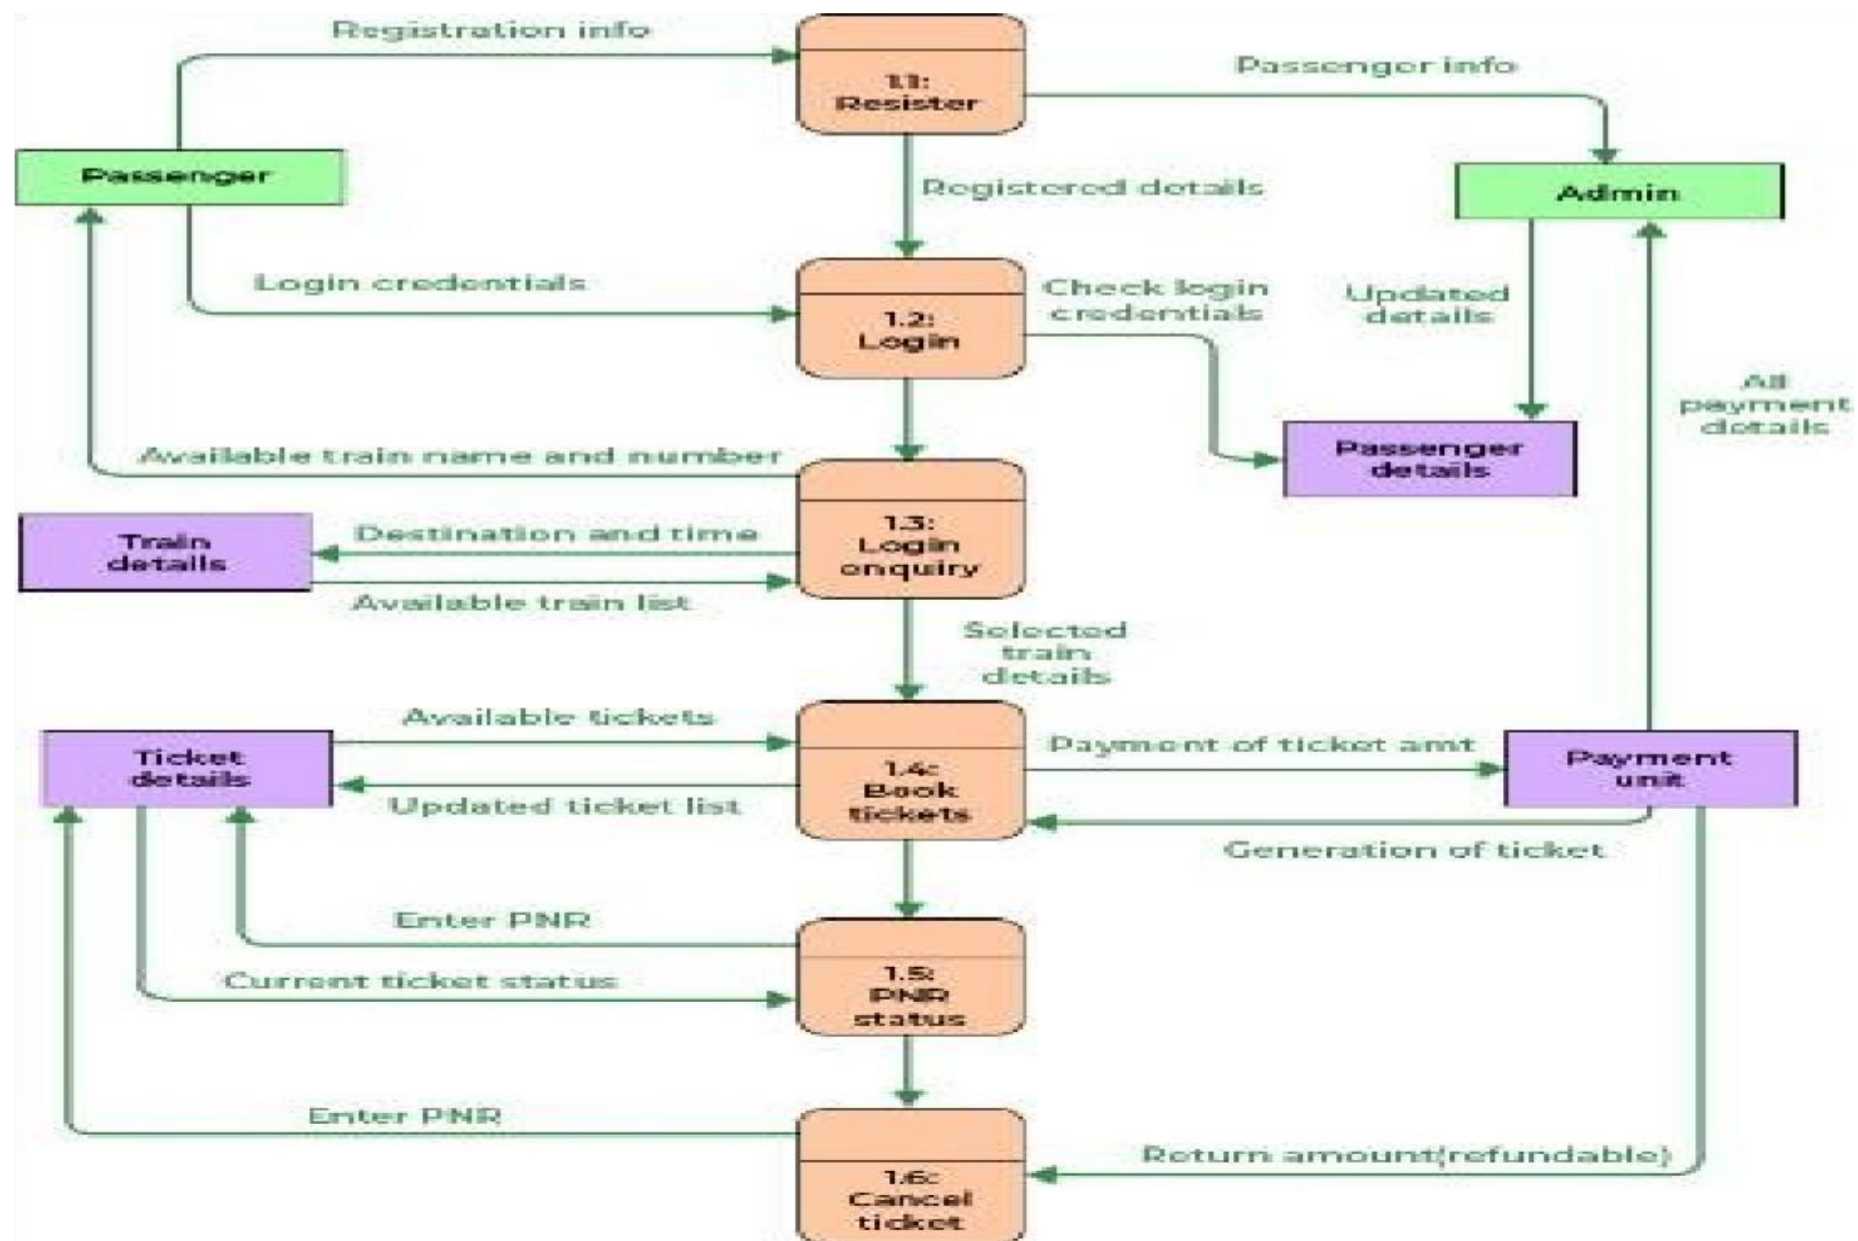 Registration info
Passenger info
1.1:
Resister
Passenger
Admin
Registered details
Login credentials
Check login
credentials
Updated
details
1.2:
Login
All
payment
details
Available train name and number
Passenger
details
Train
details
Destination and time
1.3:
Login
enquiry
Available train list
Selected
train
details
Available tickets
Payment of ticket amt
Ticket
details
Payment
unit
1.4:
Book
tickets
Updated ticket list
Generation of ticket
Enter PNR
Current ticket status
1.5:
PNR
status
Enter PNR
Return amount(refundable)
1.6:
Cancel
ticket